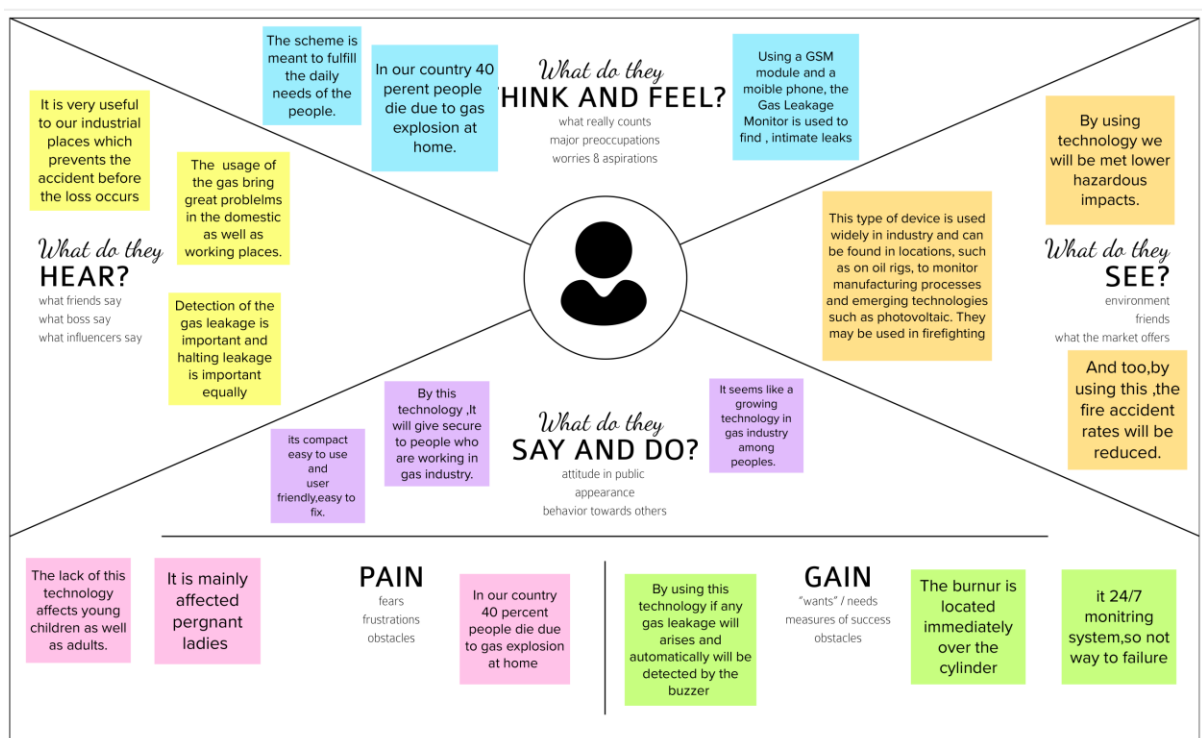 The scheme is
meant to fulfill
the daily
needs of the
people.
In our country 40
perent people
die due to gas
explosion at
home.
What do they
THINK AND FEEL?
what really counts
major preoccupations
worries & aspirations
Using a GSM
module and a
moible phone, the
Gas Leakage
Monitor is used to
find , intimate leaks
It is very useful
to our industrial
places which
prevents the
accident before
the loss occurs
The usage of
the gas bring
great problelms
in the domestic
as well as
working places.
What do they
HEAR?
what friends say
what boss say
what influencers say
Detection of the
gas leakage is
important and
halting leakage
is important
equally
By using
technology we
will be met lower
hazardous
impacts.
This type of device is used
widely in industry and can
be found in locations, such
as on oil rigs, to monitor
manufacturing processes
and emerging technologies
such as photovoltaic. They
may be used in firefighting
What do they
SEE?
environment
friends
what the market offers
And too,by
using this ,the
fire accident
rates will be
reduced.
its compact
easy to use
and
user
friendly,easy to
fix.
By this
technology ,It
will give secure
to people who
are working in
gas industry.
What do they
SAY AND DO?
attitude in public
appearance
behavior towards others
It seems like a
growing
technology in
gas industry
among
peoples.
The lack of this
technology
affects young
children as well
as adults.
It is mainly
affected
pergnant
ladies
PAIN
fears
frustrations
obstacles
In our country
40 percent
people die due
to gas explosion
at home
By using this
technology if any
gas leakage will
arises and
automatically will be
detected by the
buzzer
GAIN
"wants" / needs
measures of success
obstacles
The burnur is
located
immediately
over the
cylinder
it 24/7
monitring
system,so not
way to failure